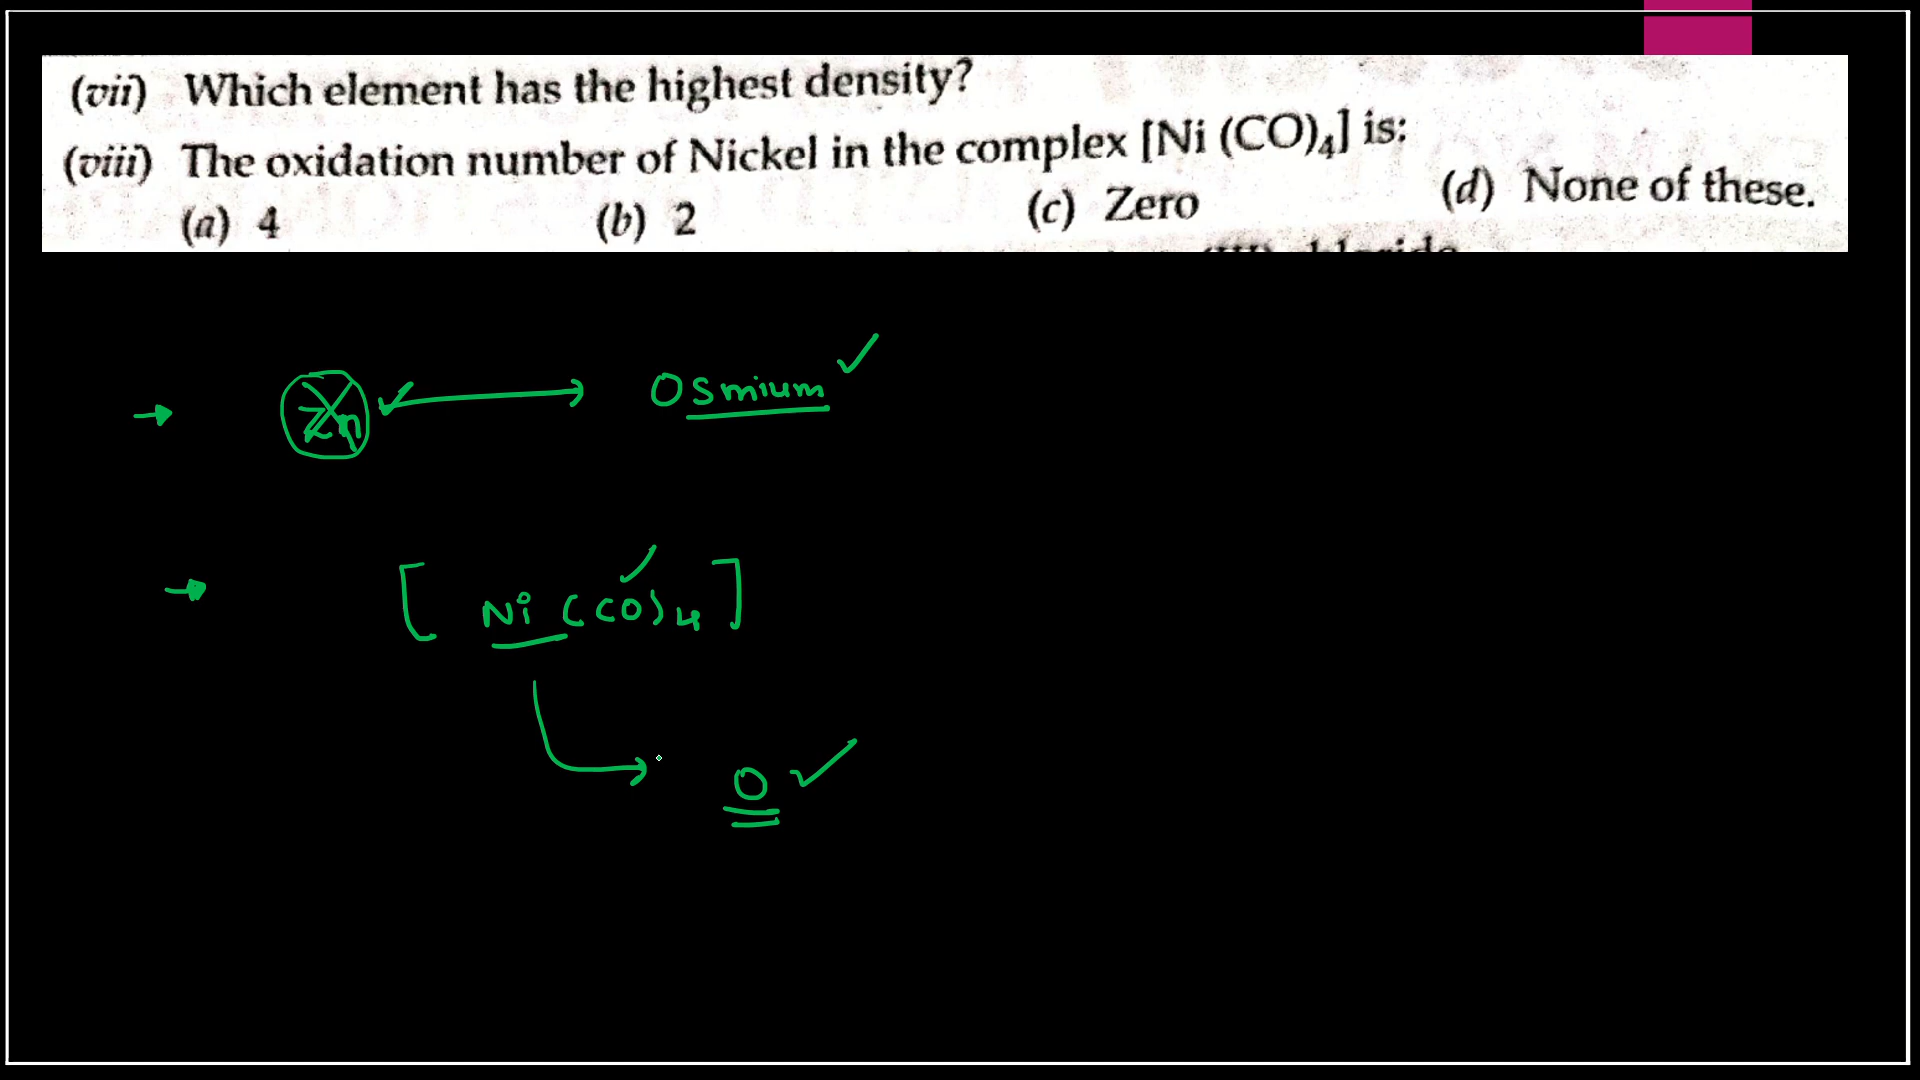 (vii) Which element has the highest density?
(viii) The oxidation number of Nickel in the complex [Ni (CO)₄] is:
(a) 4 (b) 2 (c) Zero (d) None of these.
Zn Osmium
[ Ni (CO)₄ ]
0